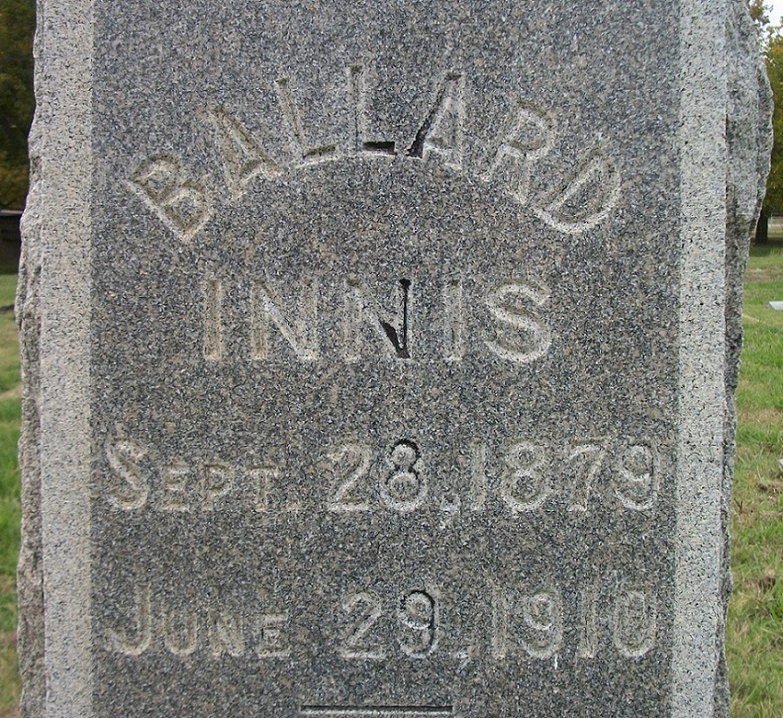 BALLARD
INNIS
SEPT. 28, 1879
JUNE 29, 1910